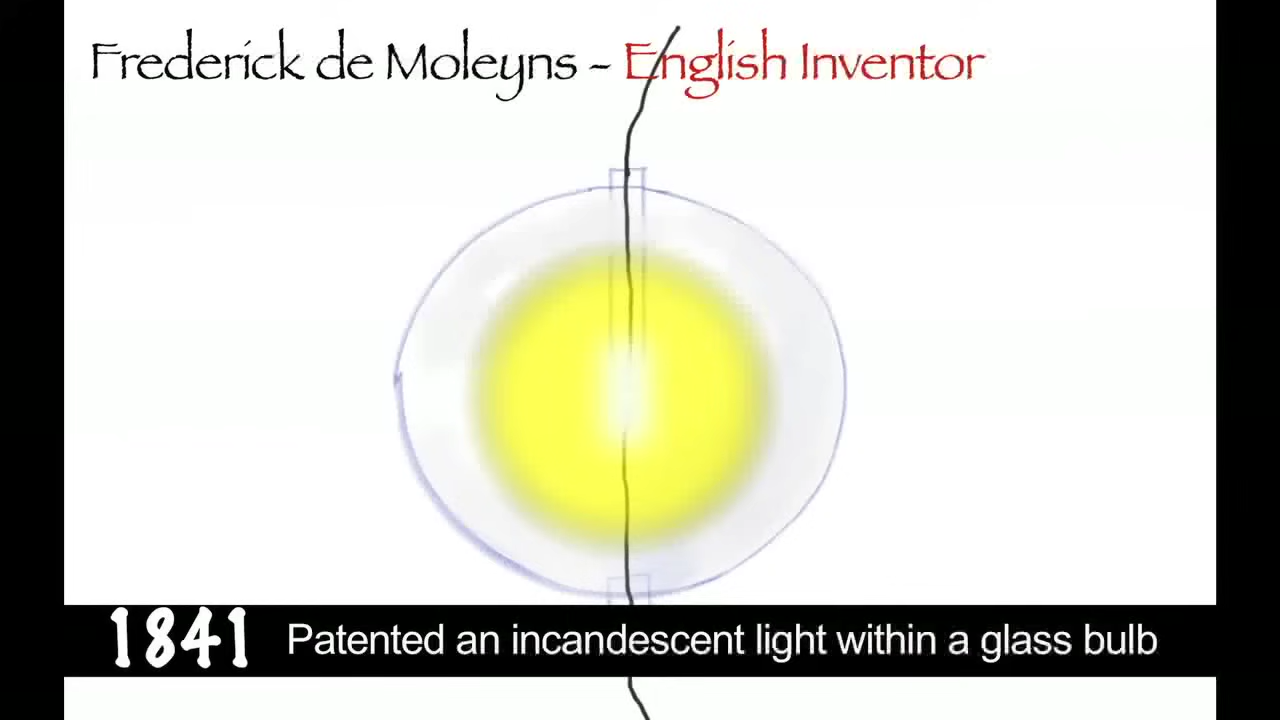 Frederick de Moleyns - English Inventor
1841 Patented an incandescent light within a glass bulb